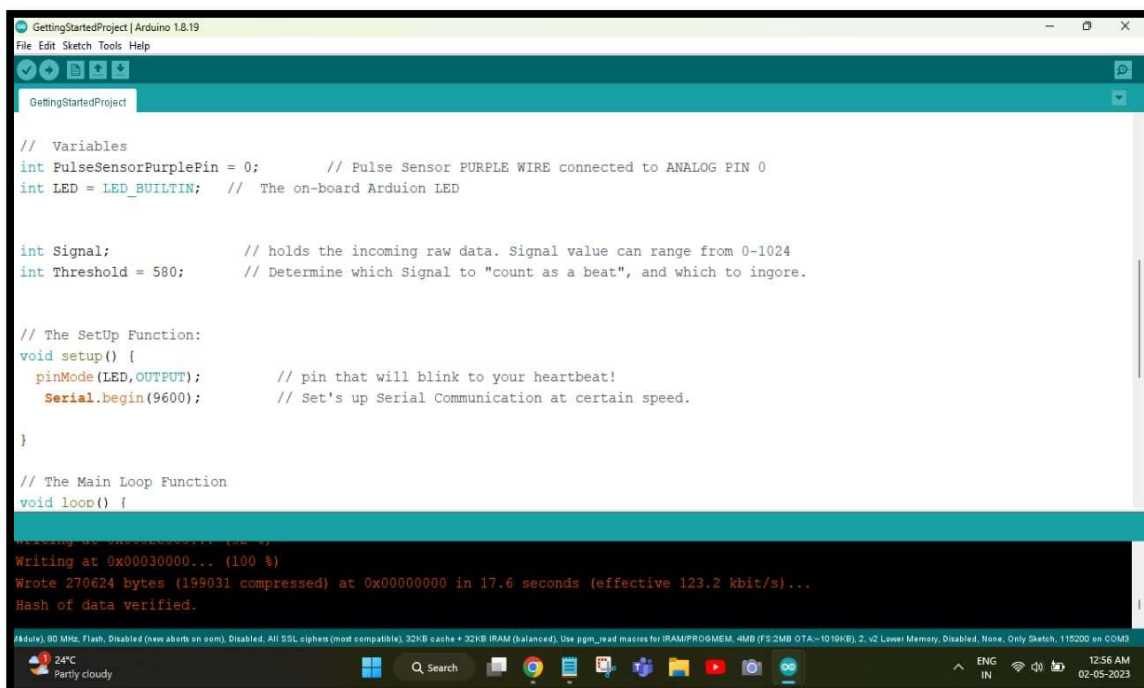 GettingStartedProject | Arduino 1.8.19
File Edit Sketch Tools Help
GettingStartedProject
// Variables
int PulseSensorPurplePin = 0; // Pulse Sensor PURPLE WIRE connected to ANALOG PIN 0
int LED = LED_BUILTIN; // The on-board Arduion LED
int Signal; // holds the incoming raw data. Signal value can range from 0-1024
int Threshold = 580; // Determine which Signal to "count as a beat", and which to ingore.
// The SetUp Function:
void setup() {
pinMode(LED,OUTPUT); // pin that will blink to your heartbeat!
Serial.begin(9600); // Set's up Serial Communication at certain speed.
}
// The Main Loop Function
void loop() {
Writing at 0x00030000... (100 %)
Wrote 270624 bytes (199031 compressed) at 0x00000000 in 17.6 seconds (effective 123.2 kbit/s)...
Hash of data verified.
Module), 80 MHz, Flash, Disabled (new aborts on oom), Disabled, All SSL ciphers (most compatible), 32KB cache + 32KB IRAM (balanced), Use pgm_read macros for IRAM/PROGMEM, 4MB (FS:2MB OTA:~1019KB), 2, v2 Lower Memory, Disabled, None, Only Sketch, 115200 on COM3
1
24°C
Partly cloudy
Search
ENG
IN
12:56 AM
02-05-2023